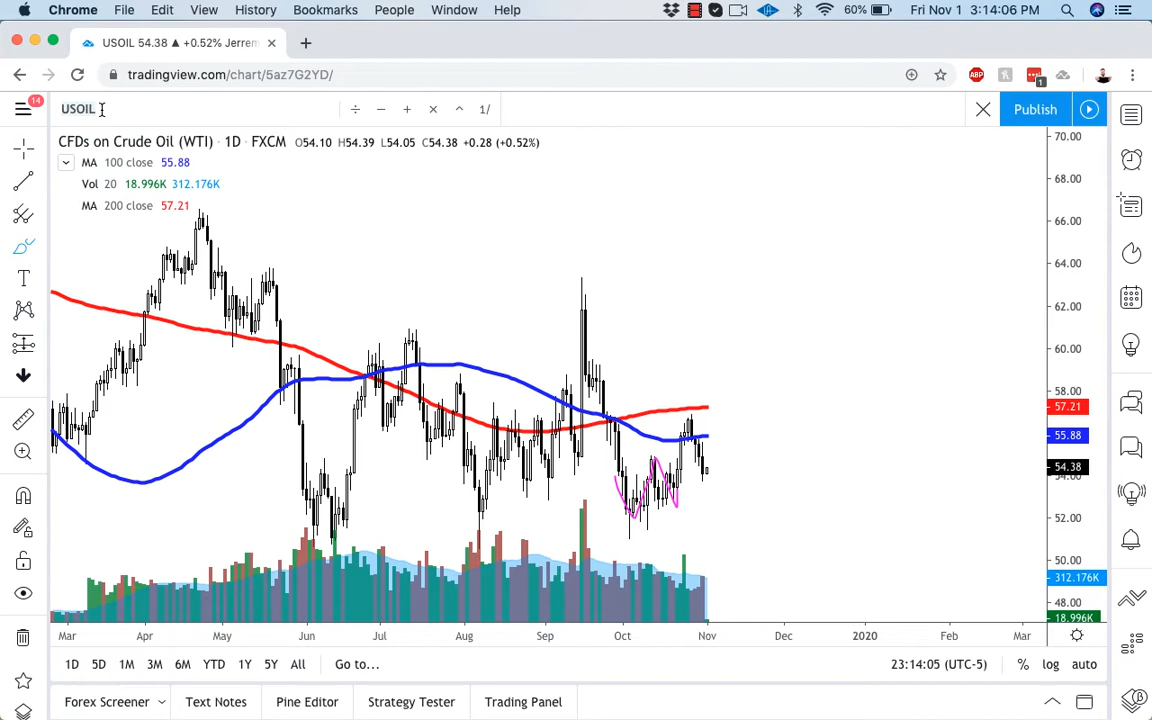 Chrome File Edit View History Bookmarks People Window Help 60% Fri Nov 1 3:14:06 PM
USOIL 54.38 ▲ +0.52% Jerrem
tradingview.com/chart/5az7G2YD/
1
14
USOIL ÷ − + × 1/ Publish
CFDs on Crude Oil (WTI) · 1D · FXCM O54.10 H54.39 L54.05 C54.38 +0.28 (+0.52%)
MA 100 close 55.88
Vol 20 18.996K 312.176K
MA 200 close 57.21
70.00
68.00
66.00
64.00
62.00
60.00
58.00
57.21
55.88
54.38
54.00
52.00
50.00
312.176K
48.00
18.996K
Mar Apr May Jun Jul Aug Sep Oct Nov Dec 2020 Feb Mar
1D 5D 1M 3M 6M YTD 1Y 5Y All Go to... 23:14:05 (UTC-5) % log auto
Forex Screener Text Notes Pine Editor Strategy Tester Trading Panel